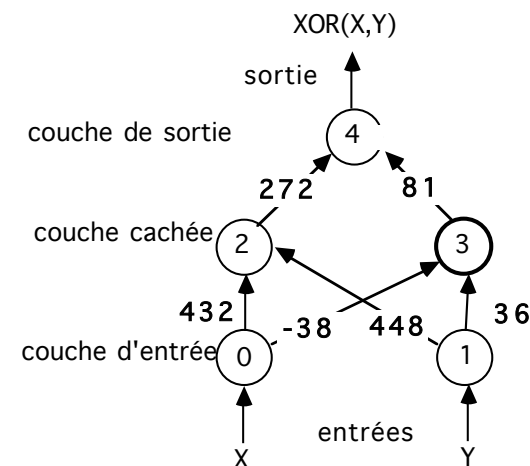 XOR(X,Y)
sortie
couche de sortie
4
272
81
couche cachée
2
3
432
-38
448
36
couche d'entrée
0
1
entrées
X
Y